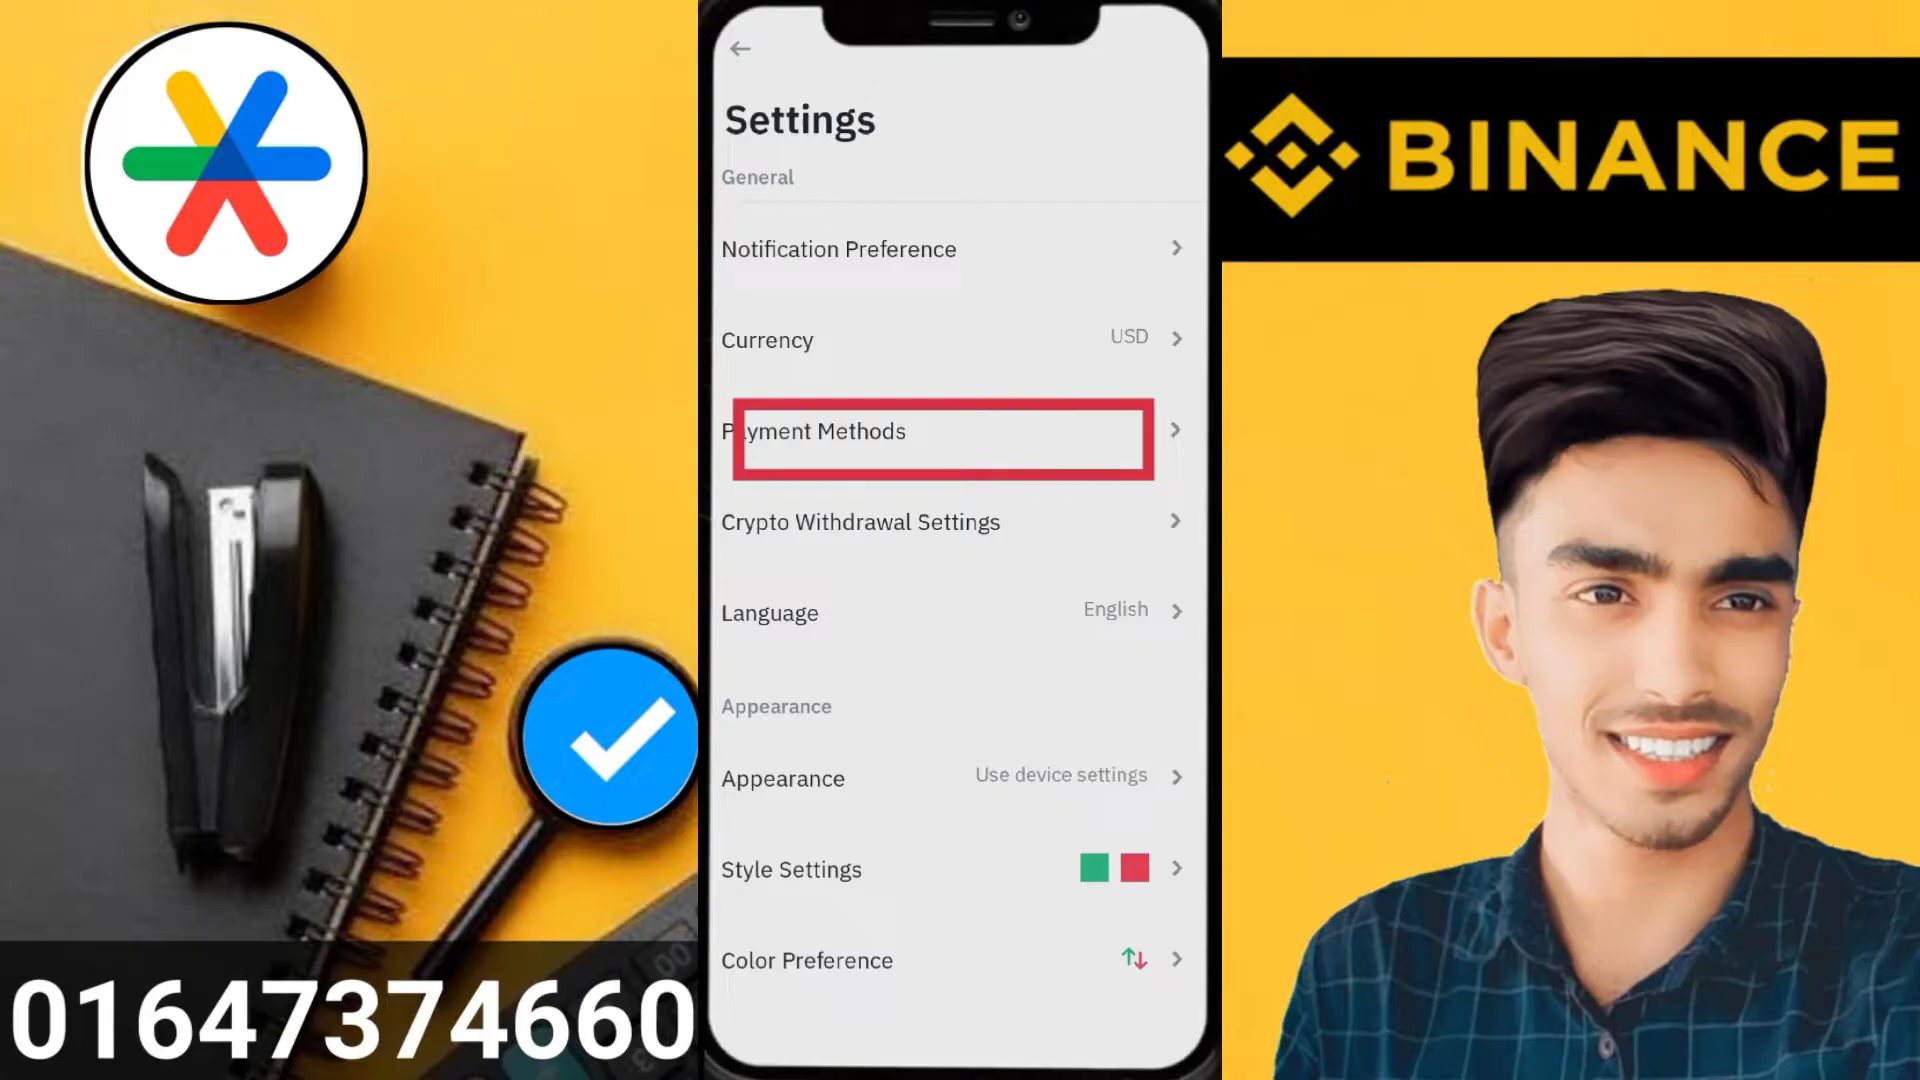 Settings
General
Notification Preference
Currency USD
Payment Methods
Crypto Withdrawal Settings
Language English
Appearance
Appearance Use device settings
Style Settings
Color Preference
BINANCE
01647374660